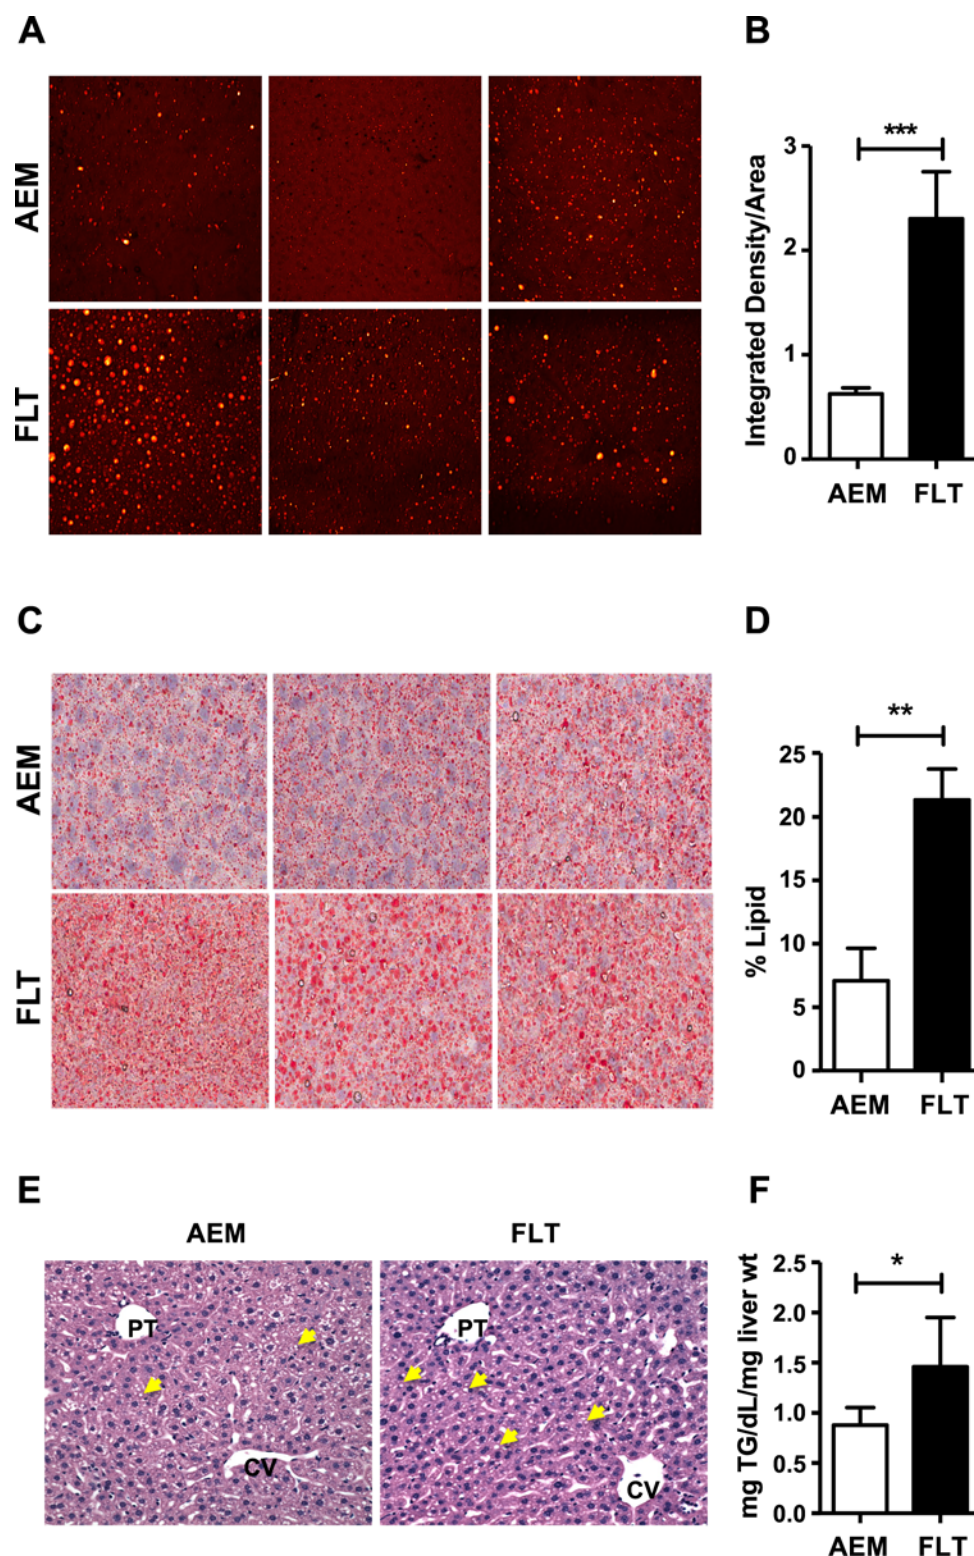 A
B
AEM
FLT
***
3
2
1
0
Integrated Density/Area
AEM FLT
C
D
AEM
FLT
**
25
20
15
10
5
0
% Lipid
AEM FLT
E
F
AEM FLT
PT
CV
PT
CV
*
2.5
2.0
1.5
1.0
0.5
0.0
mg TG/dL/mg liver wt
AEM FLT